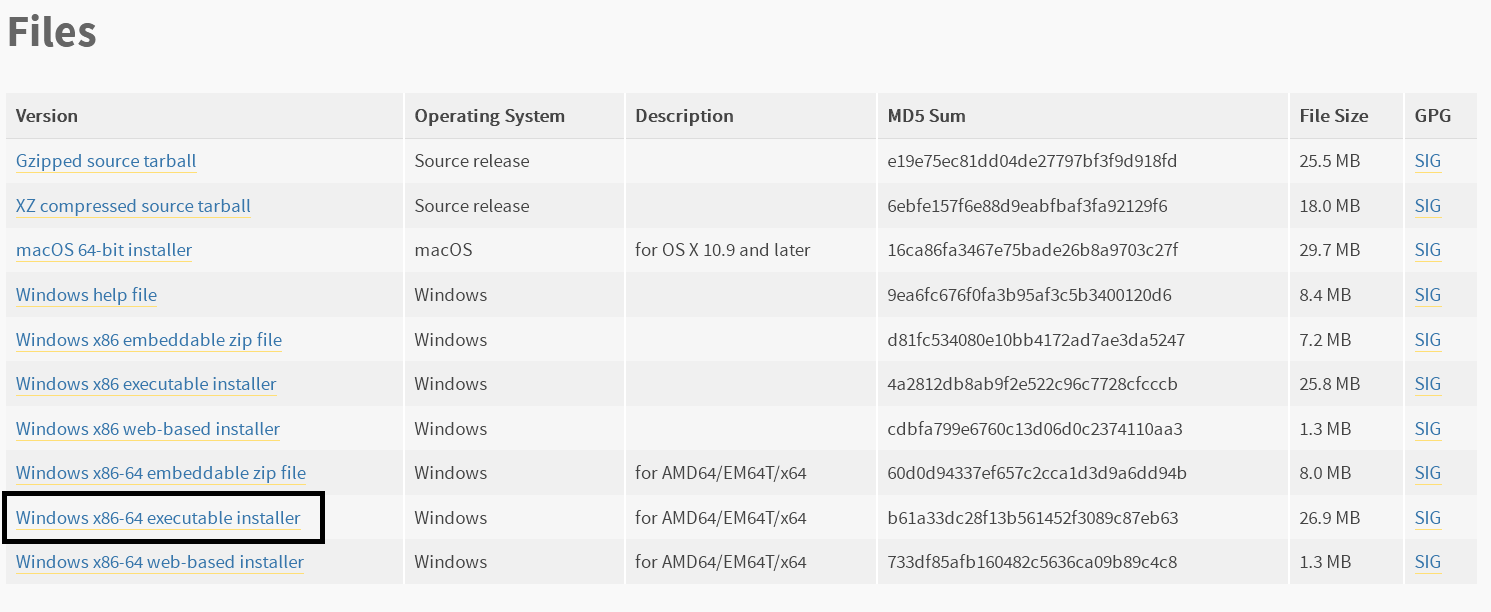 Files
Version Operating System Description MD5 Sum File Size GPG
Gzipped source tarball Source release e19e75ec81dd04de27797bf3f9d918fd 25.5 MB SIG
XZ compressed source tarball Source release 6ebfe157f6e88d9eabfbaf3fa92129f6 18.0 MB SIG
macOS 64-bit installer macOS for OS X 10.9 and later 16ca86fa3467e75bade26b8a9703c27f 29.7 MB SIG
Windows help file Windows 9ea6fc676f0fa3b95af3c5b3400120d6 8.4 MB SIG
Windows x86 embeddable zip file Windows d81fc534080e10bb4172ad7ae3da5247 7.2 MB SIG
Windows x86 executable installer Windows 4a2812db8ab9f2e522c96c7728cfcccb 25.8 MB SIG
Windows x86 web-based installer Windows cdbfa799e6760c13d06d0c2374110aa3 1.3 MB SIG
Windows x86-64 embeddable zip file Windows for AMD64/EM64T/x64 60d0d94337ef657c2cca1d3d9a6dd94b 8.0 MB SIG
Windows x86-64 executable installer Windows for AMD64/EM64T/x64 b61a33dc28f13b561452f3089c87eb63 26.9 MB SIG
Windows x86-64 web-based installer Windows for AMD64/EM64T/x64 733df85afb160482c5636ca09b89c4c8 1.3 MB SIG